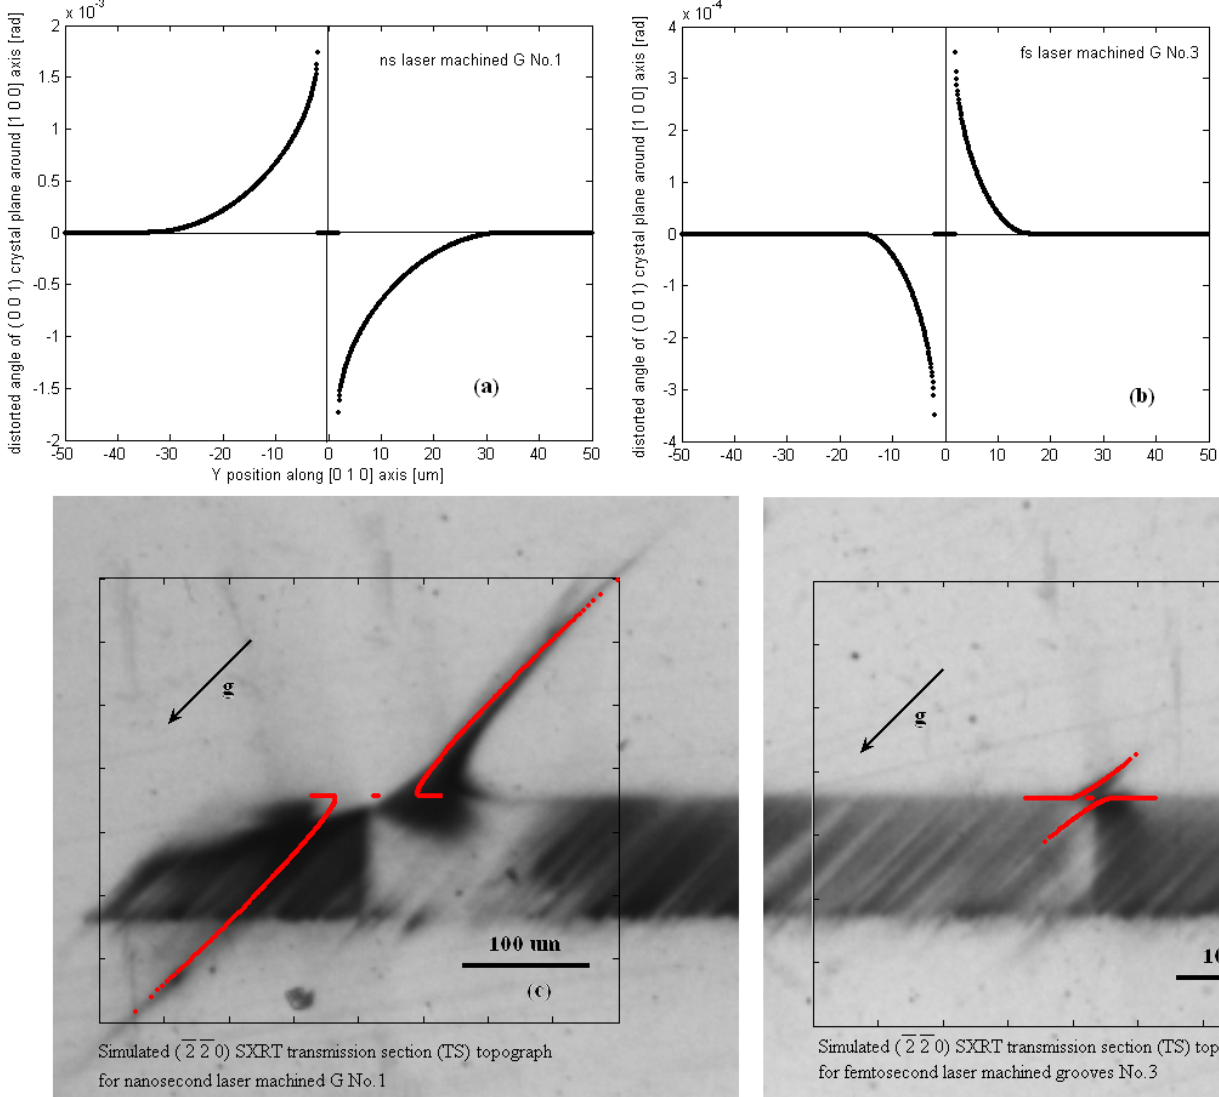 x 10⁻³
distorted angle of (0 0 1) crystal plane around [1 0 0] axis [rad]
2
1.5
1
0.5
0
-0.5
-1
-1.5
-2
ns laser machined G No.1
(a)
-50 -40 -30 -20 -10 0 10 20 30 40 50
Y position along [0 1 0] axis [um]
x 10⁻⁴
distorted angle of (0 0 1) crystal plane around [1 0 0] axis [rad]
4
3
2
1
0
-1
-2
-3
-4
fs laser machined G No.3
(b)
-50 -40 -30 -20 -10 0 10 20 30 40 50
g
100 um
(c)
Simulated (2̅ 2̅ 0) SXRT transmission section (TS) topograph
for nanosecond laser machined G No.1
g
10
Simulated (2̅ 2̅ 0) SXRT transmission section (TS) top
for femtosecond laser machined grooves No.3